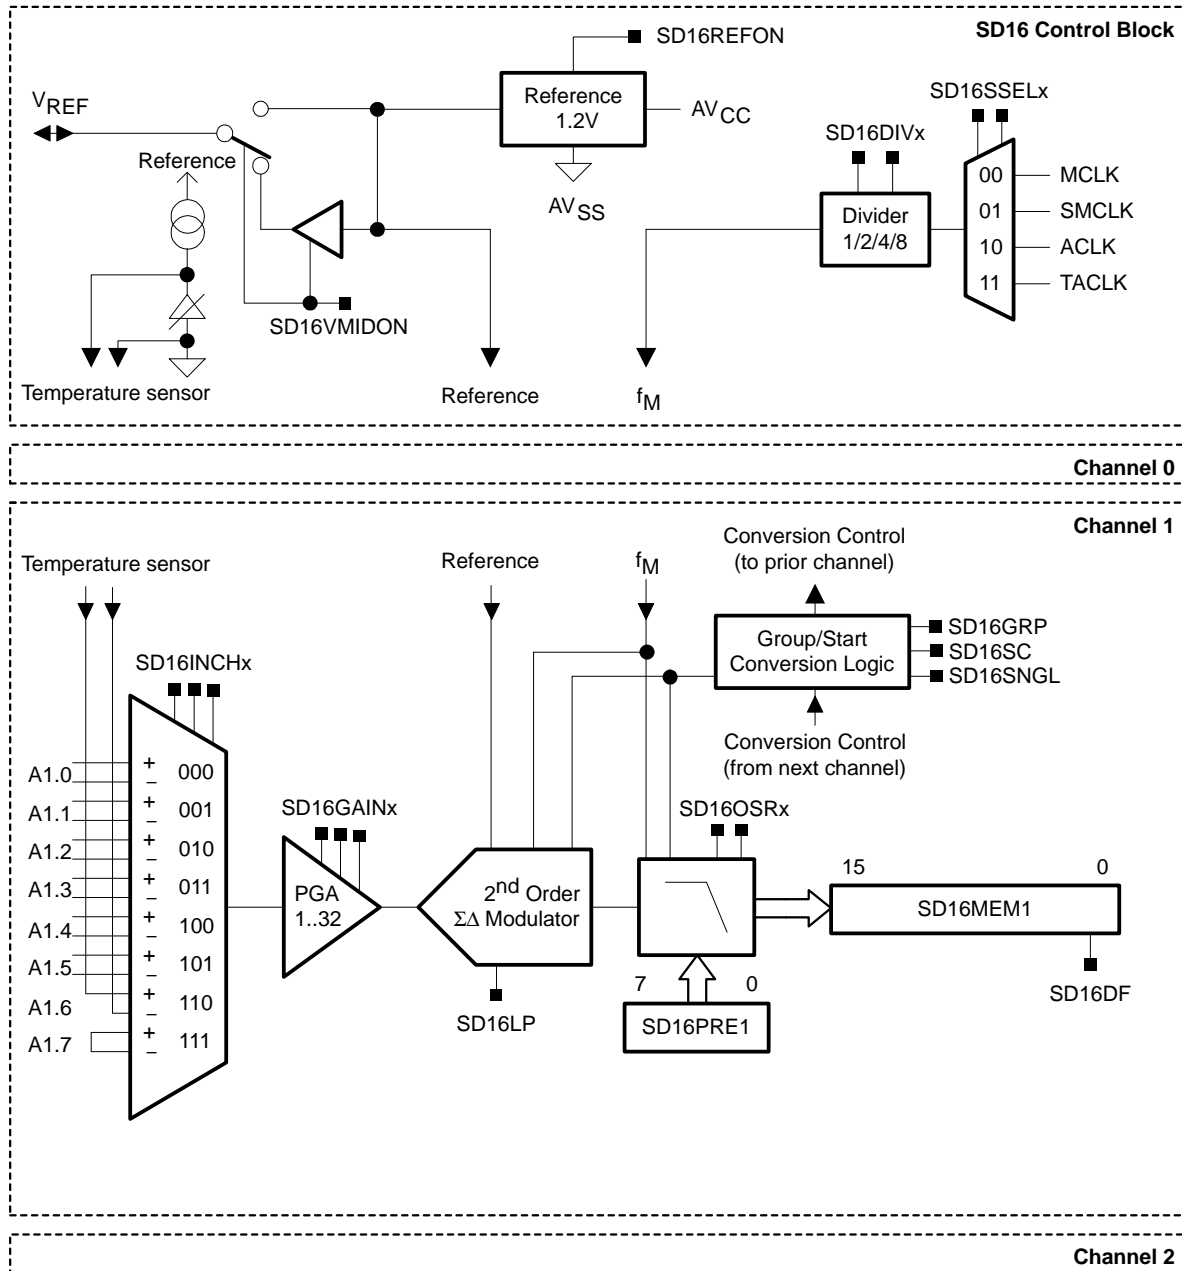 SD16 Control Block
SD16REFON
VREF
Reference
1.2V
AVCC
SD16SSELx
SD16DIVx
Reference
AVSS
00 MCLK
Divider
1/2/4/8
01 SMCLK
10 ACLK
11 TACLK
SD16VMIDON
Temperature sensor
Reference
fM
Channel 0
Channel 1
Conversion Control
(to prior channel)
Temperature sensor
Reference
fM
Group/Start
Conversion Logic
SD16GRP
SD16SC
SD16SNGL
SD16INCHx
Conversion Control
(from next channel)
A1.0 + − 000
A1.1 + − 001
A1.2 + − 010
A1.3 + − 011
A1.4 + − 100
A1.5 + − 101
A1.6 + − 110
A1.7 + − 111
SD16GAINx
PGA
1..32
2nd Order
ΣΔ Modulator
SD16LP
SD16OSRx
15 0
SD16MEM1
SD16DF
7 0
SD16PRE1
Channel 2